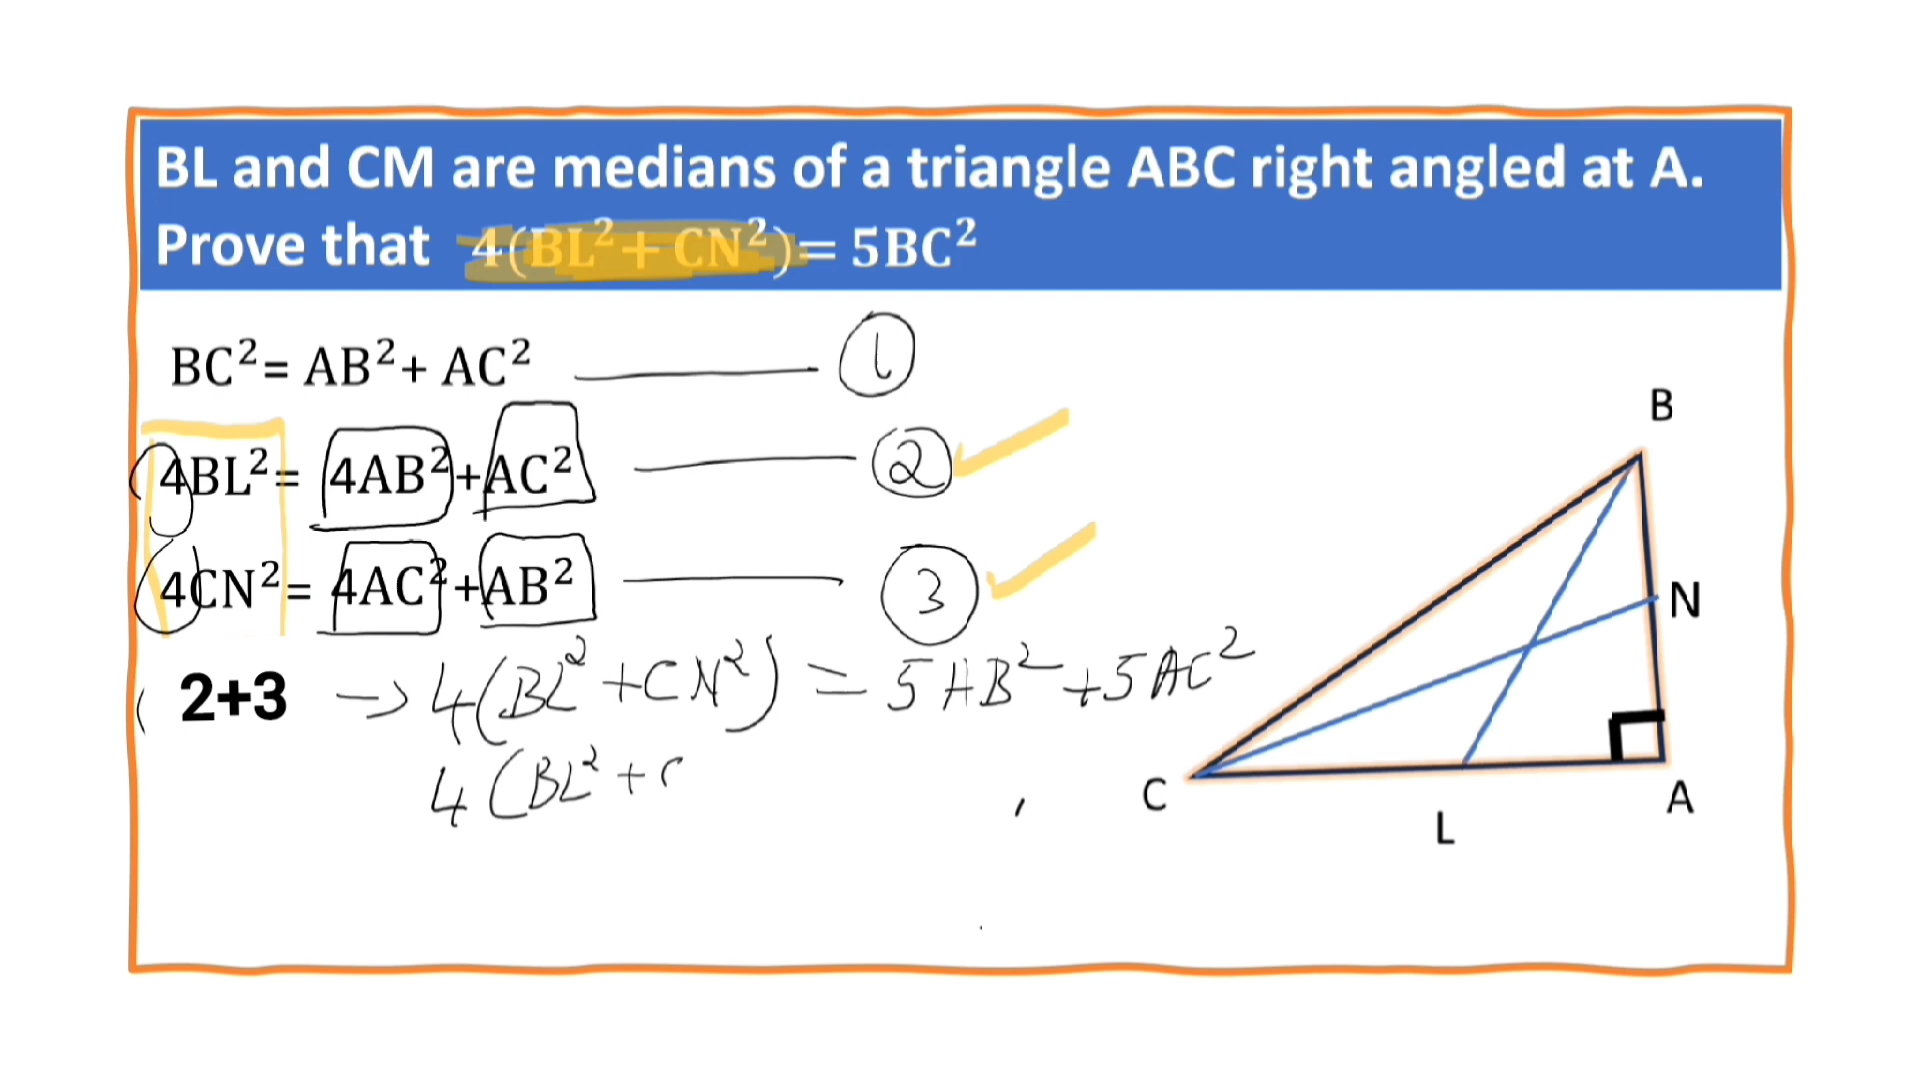 BL and CM are medians of a triangle ABC right angled at A.
Prove that 4(BL²+ CN²)= 5BC²
BC²= AB²+ AC² ——— 1
4BL²= 4AB²+AC² ——— 2
4CN²= 4AC²+AB² ——— 3
2+3 → 4(BL²+CN²) = 5AB²+5AC²
4(BL²+C
B
N
C
L
A